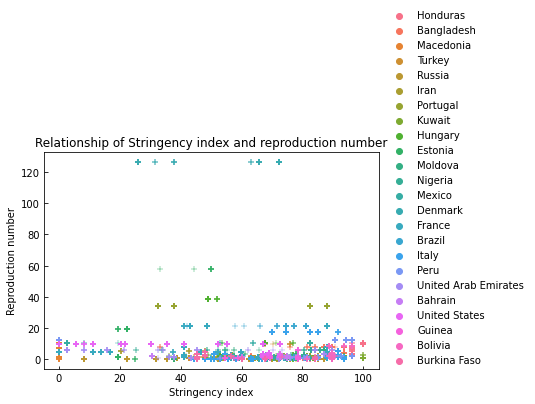 Honduras
Bangladesh
Macedonia
Turkey
Russia
Iran
Portugal
Kuwait
Hungary
Estonia
Moldova
Nigeria
Mexico
Denmark
France
Brazil
Italy
Peru
United Arab Emirates
Bahrain
United States
Guinea
Bolivia
Burkina Faso
Relationship of Stringency index and reproduction number
Reproduction number
120
100
80
60
40
20
0
0 20 40 60 80 100
Stringency index